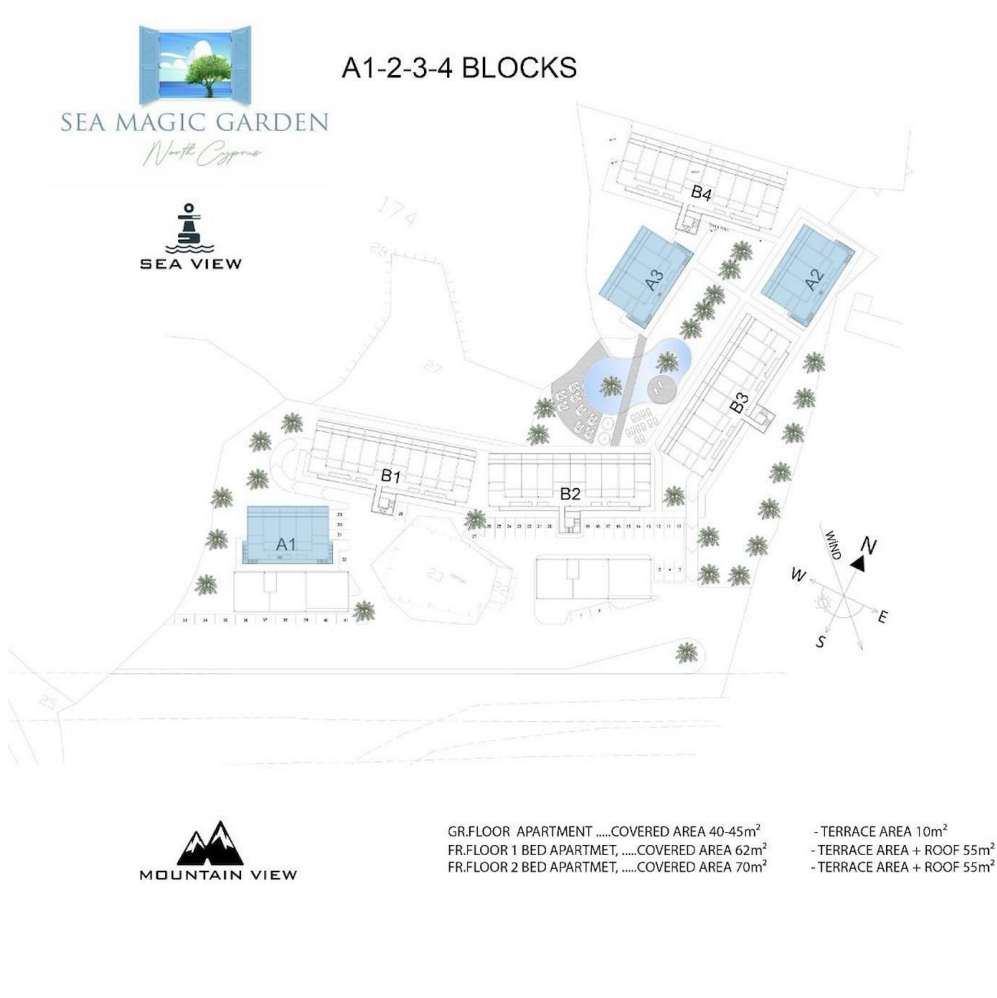 A1-2-3-4 BLOCKS
SEA MAGIC GARDEN
North Cyprus
SEA VIEW
174
28
27
B4
A3
A2
B3
B1
B2
A1
WIND
N
W
E
S
25
MOUNTAIN VIEW
GR.FLOOR APARTMENT .....COVERED AREA 40-45m² - TERRACE AREA 10m²
FR.FLOOR 1 BED APARTMET, .....COVERED AREA 62m² - TERRACE AREA + ROOF 55m²
FR.FLOOR 2 BED APARTMET, .....COVERED AREA 70m² - TERRACE AREA + ROOF 55m²